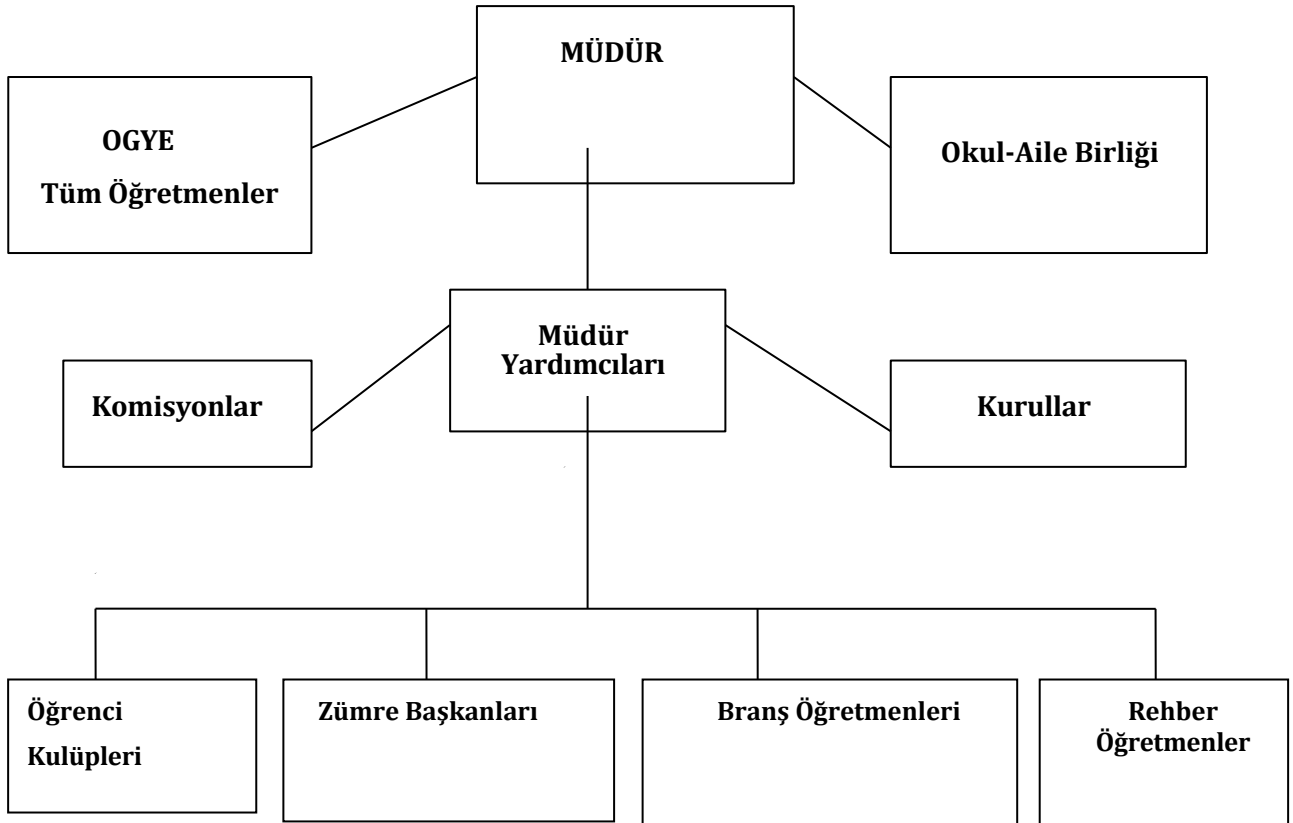 MÜDÜR
OGYE
Tüm Öğretmenler
Okul-Aile Birliği
Müdür
Yardımcıları
Komisyonlar
Kurullar
Öğrenci
Kulüpleri
Zümre Başkanları
Branş Öğretmenleri
Rehber
Öğretmenler